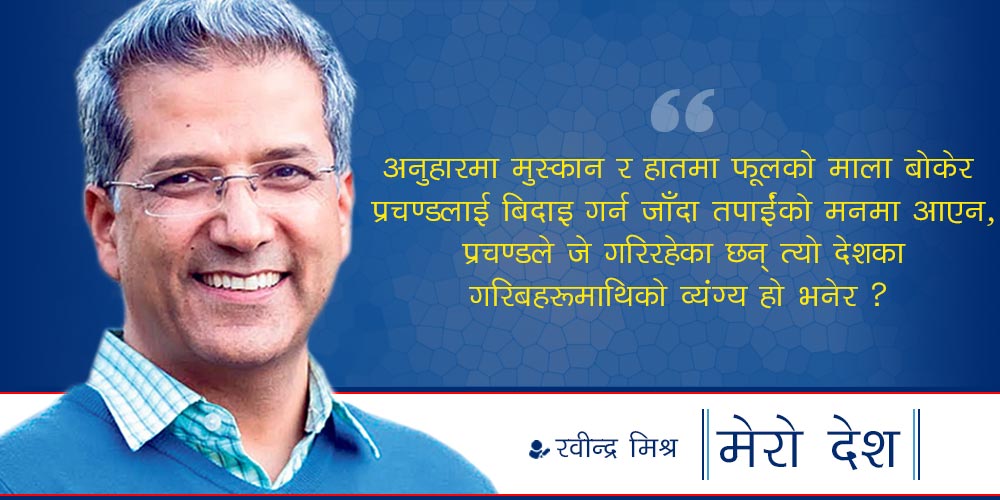 “
अनुहारमा मुस्कान र हातमा फूलको माला बोकेर
प्रचण्डलाई बिदाइ गर्न जाँदा तपाईंको मनमा आएन,
प्रचण्डले जे गरिरहेका छन् त्यो देशका
गरिबहरूमाथिको व्यंग्य हो भनेर ?
रवीन्द्र मिश्र
मेरो देश